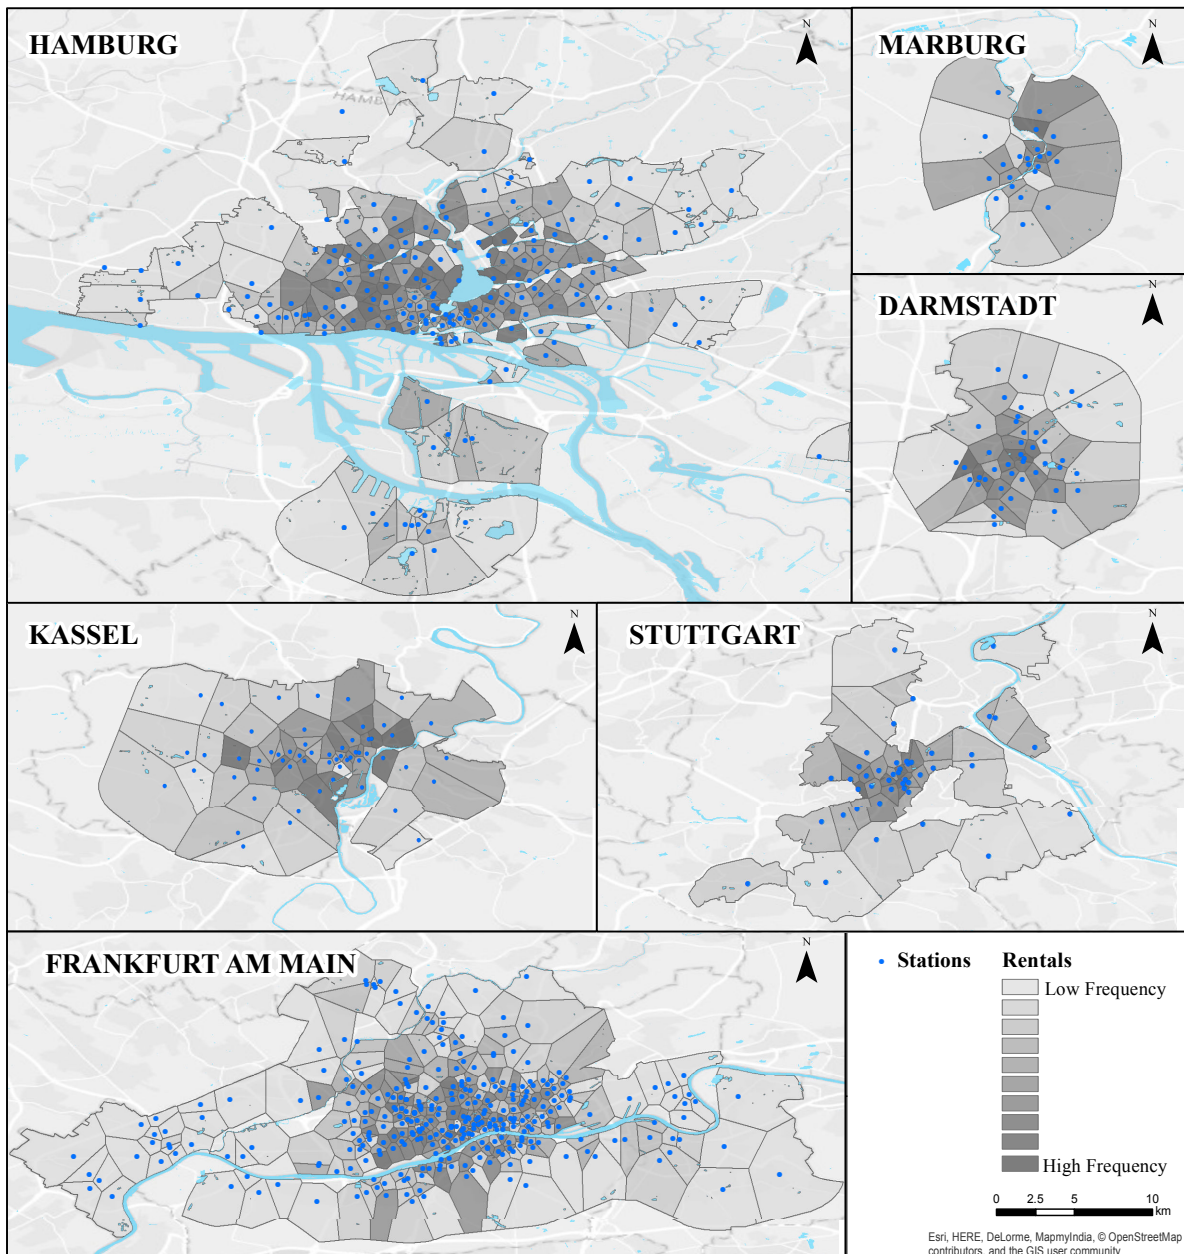 HAMBURG
N
HAMBURG
MARBURG
N
DARMSTADT
N
KASSEL
N
STUTTGART
N
FRANKFURT AM MAIN
N
Stations
Rentals
Low Frequency
High Frequency
0 2.5 5 10
km
Esri, HERE, DeLorme, MapmyIndia, © OpenStreetMap
contributors, and the GIS user community